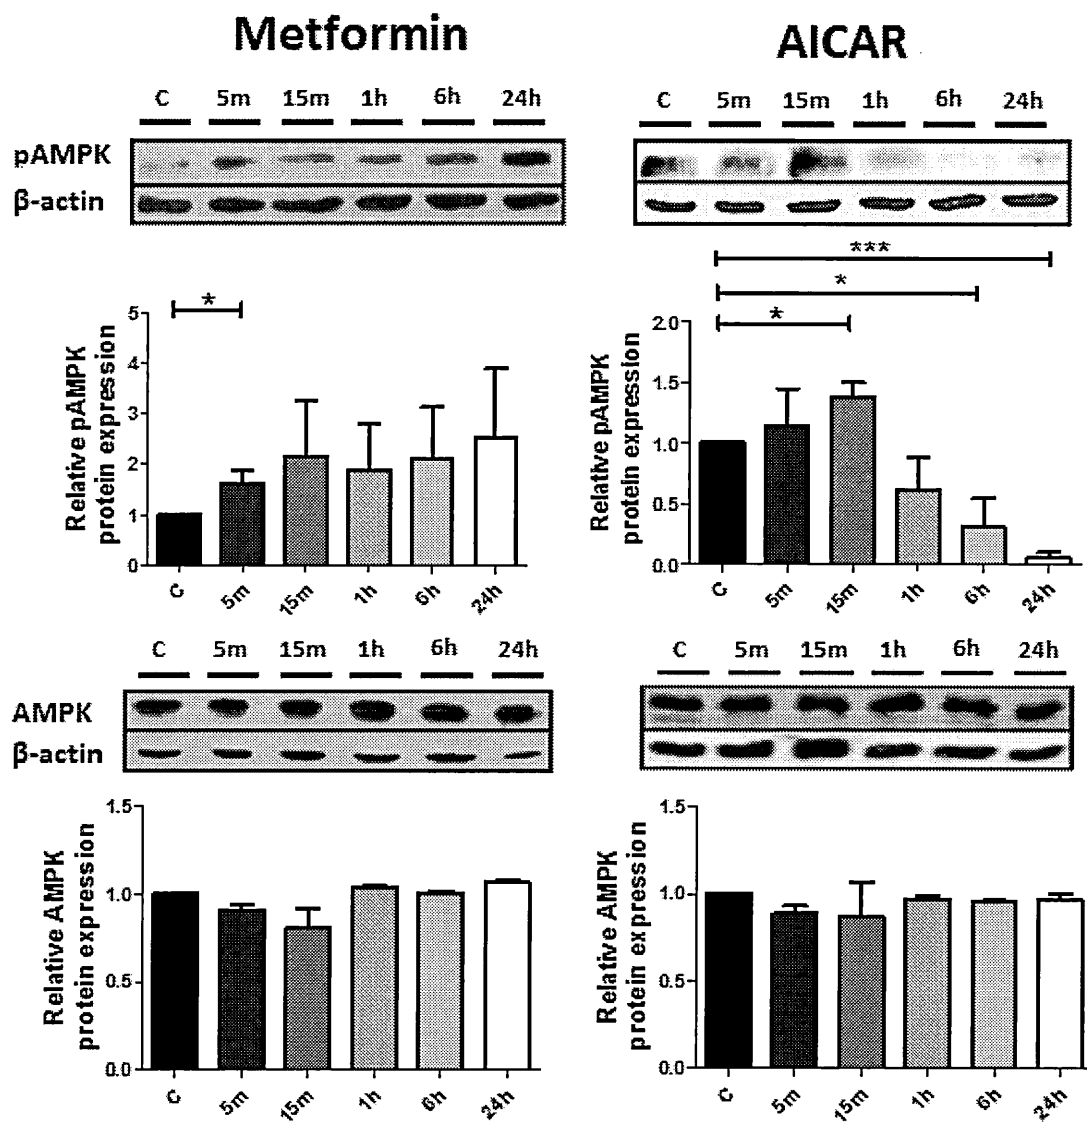 Metformin AICAR
C 5m 15m 1h 6h 24h
C 5m 15m 1h 6h 24h
pAMPK
β-actin
***
*
*
*
Relative pAMPK
protein expression
5
4
3
2
1
0
C 5m 15m 1h 6h 24h
Relative pAMPK
protein expression
2.0
1.5
1.0
0.5
0.0
C 5m 15m 1h 6h 24h
C 5m 15m 1h 6h 24h
C 5m 15m 1h 6h 24h
AMPK
β-actin
Relative AMPK
protein expression
1.5
1.0
0.5
0.0
C 5m 15m 1h 6h 24h
Relative AMPK
protein expression
1.5
1.0
0.5
0.0
C 5m 15m 1h 6h 24h